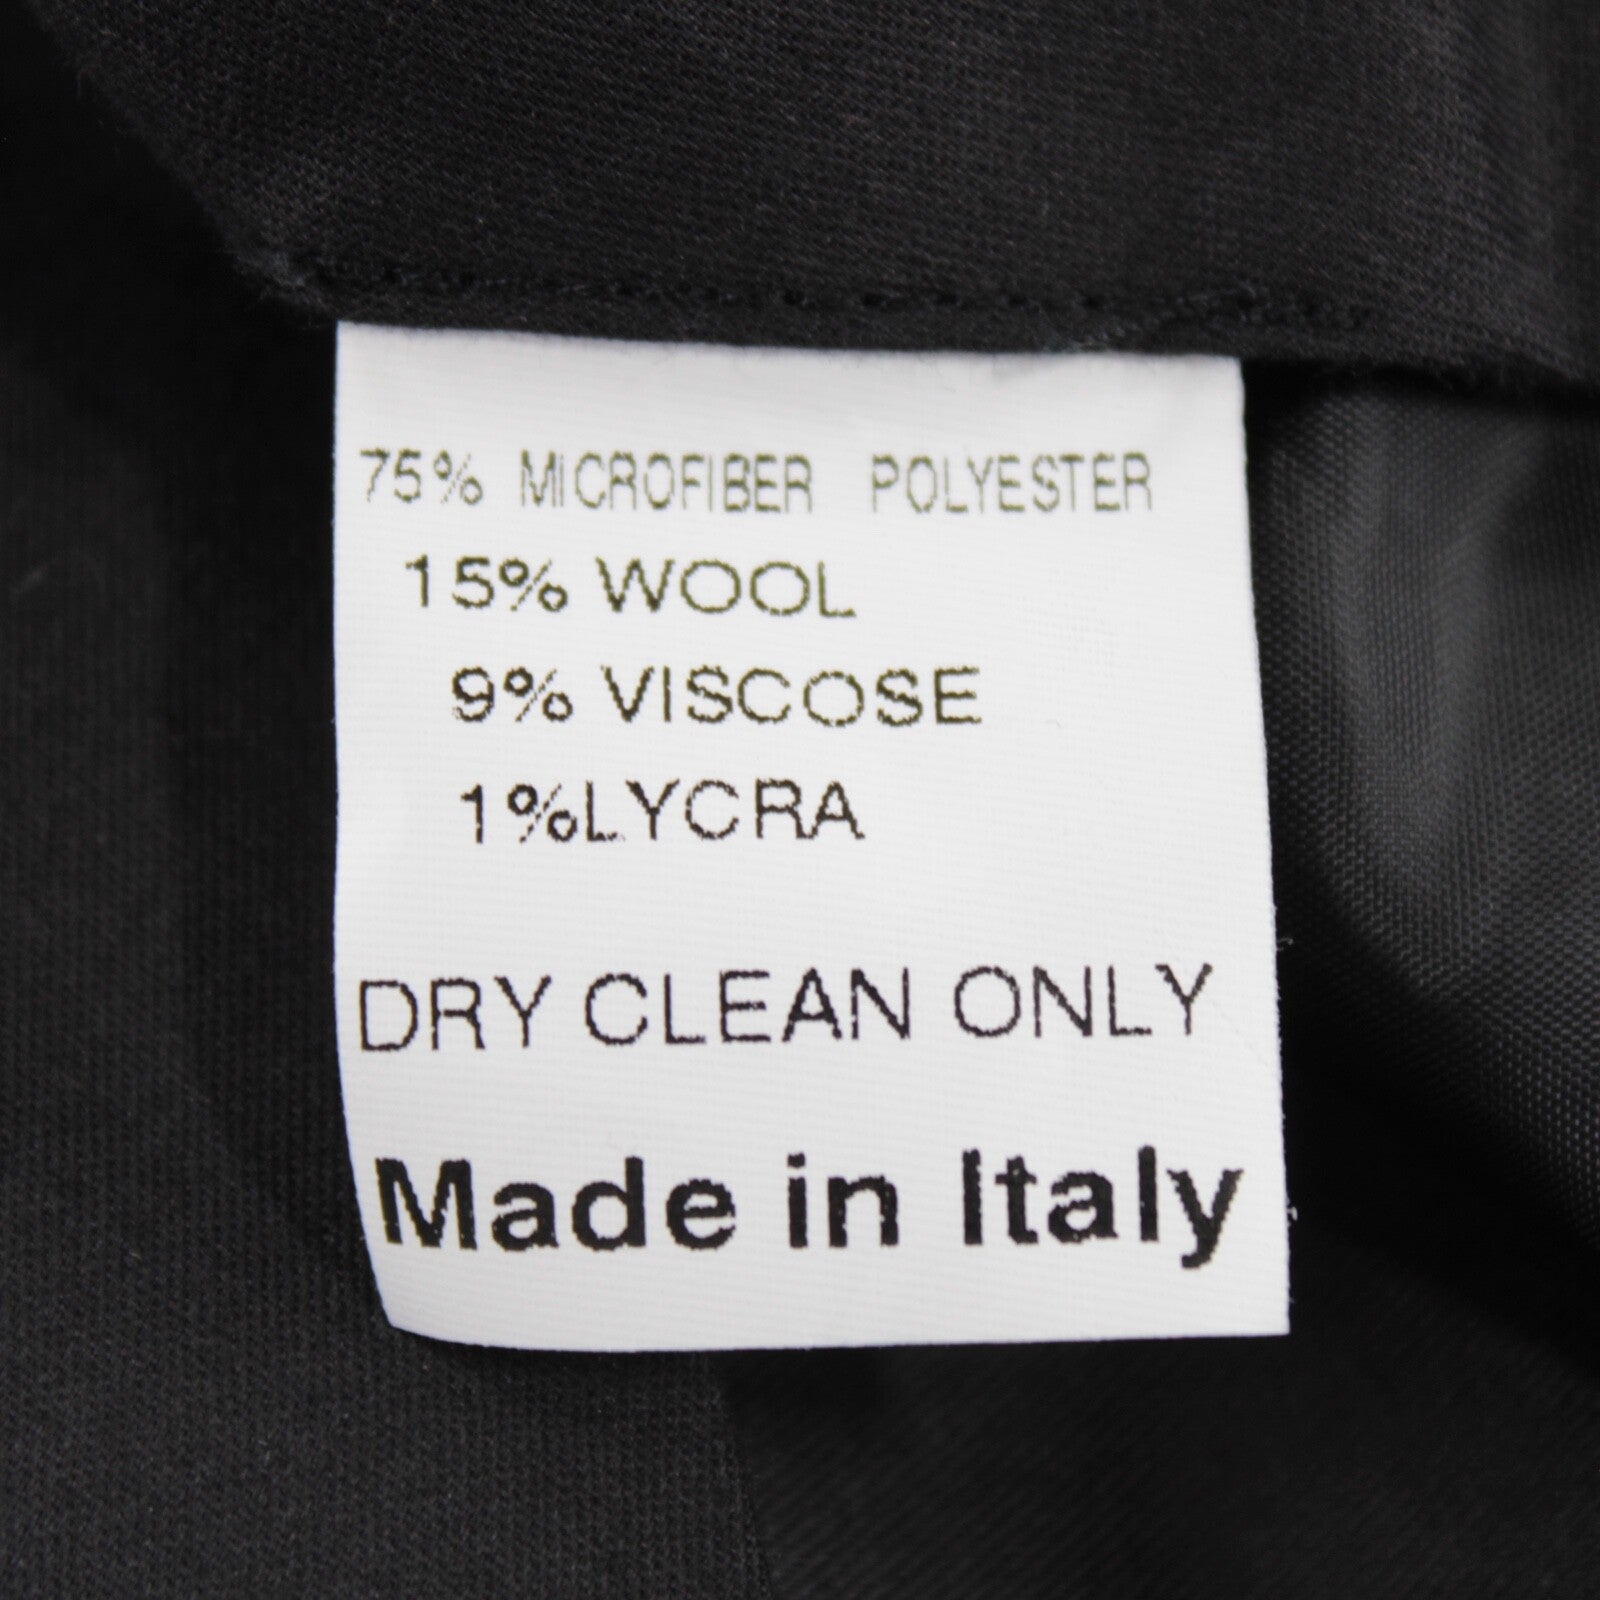 75% MICROFIBER POLYESTER
15% WOOL
9% VISCOSE
1%LYCRA
DRY CLEAN ONLY
Made in Italy